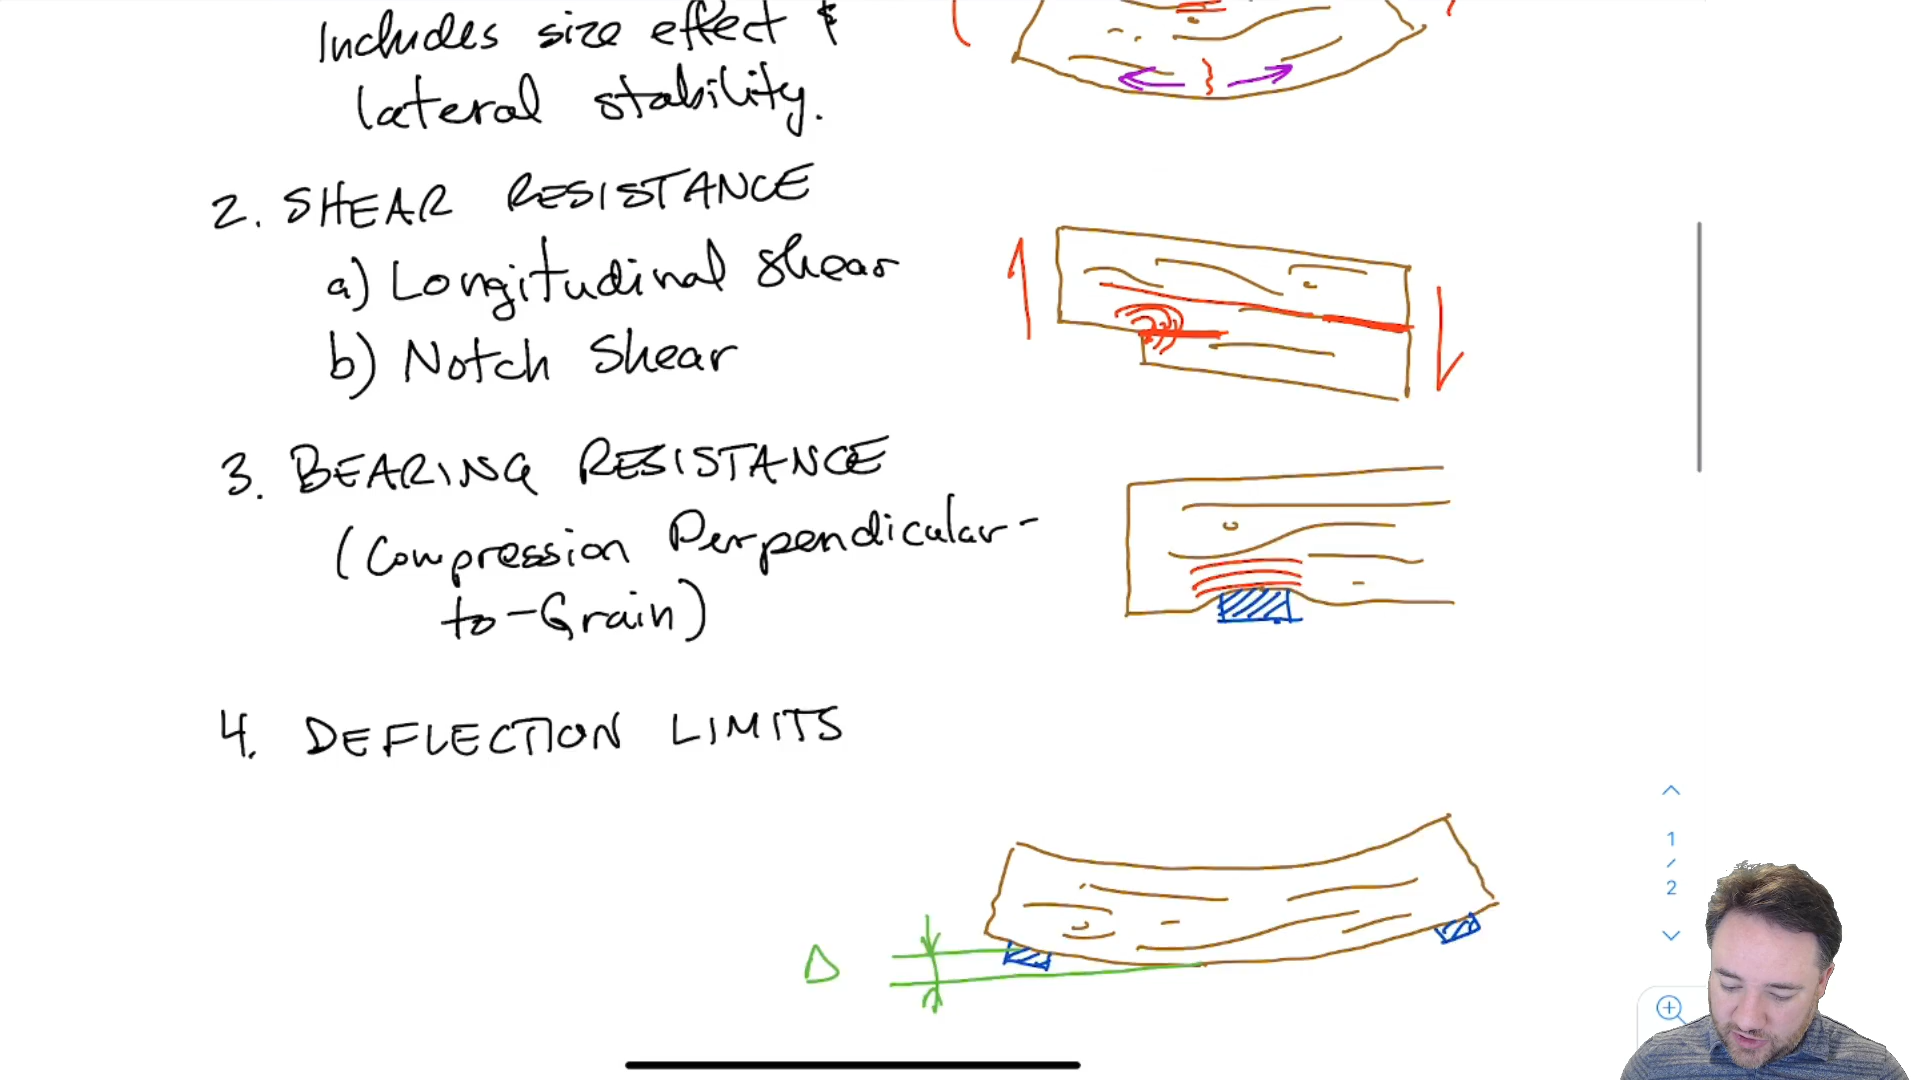 Includes size effect &
lateral stability.
2. SHEAR RESISTANCE
a) Longitudinal shear
b) Notch Shear
3. BEARING RESISTANCE
(Compression Perpendicular-
to-Grain)
4. DEFLECTION LIMITS
Δ
1
/
2